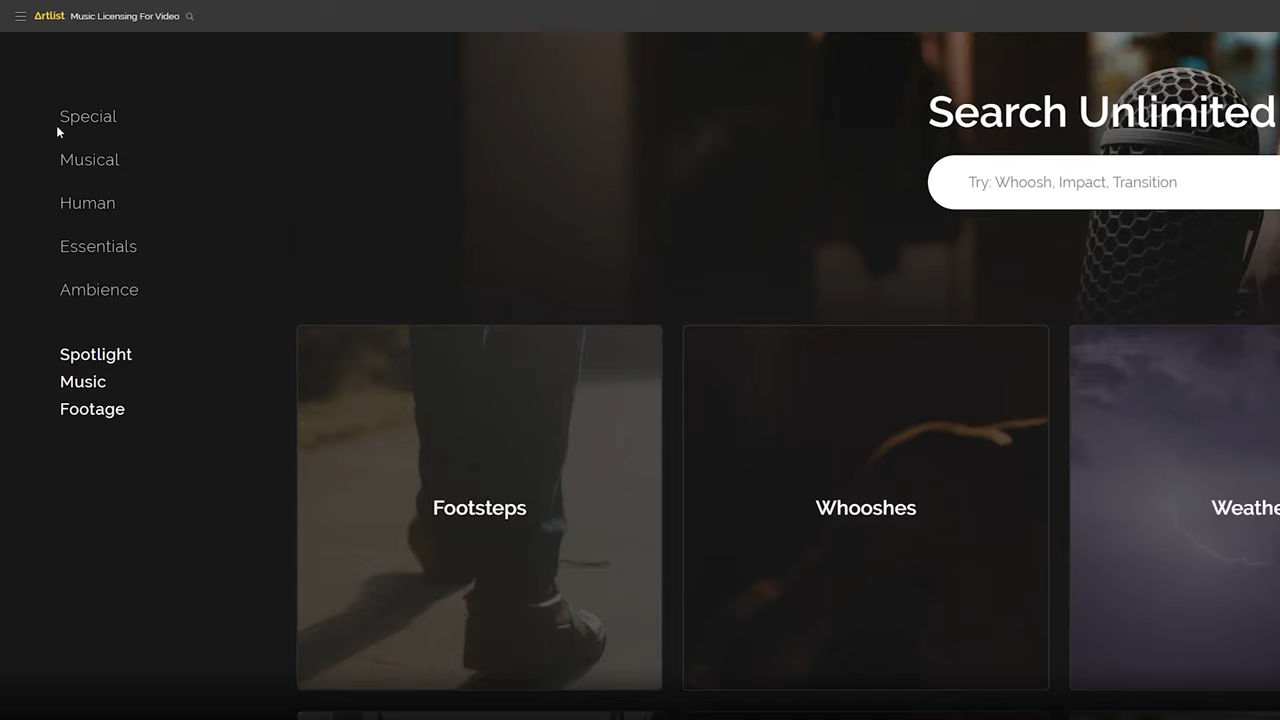 Artlist Music Licensing For Video
Special
Musical
Human
Essentials
Ambience
Spotlight
Music
Footage
Search Unlimited
Try: Whoosh, Impact, Transition
Footsteps
Whooshes
Weathe